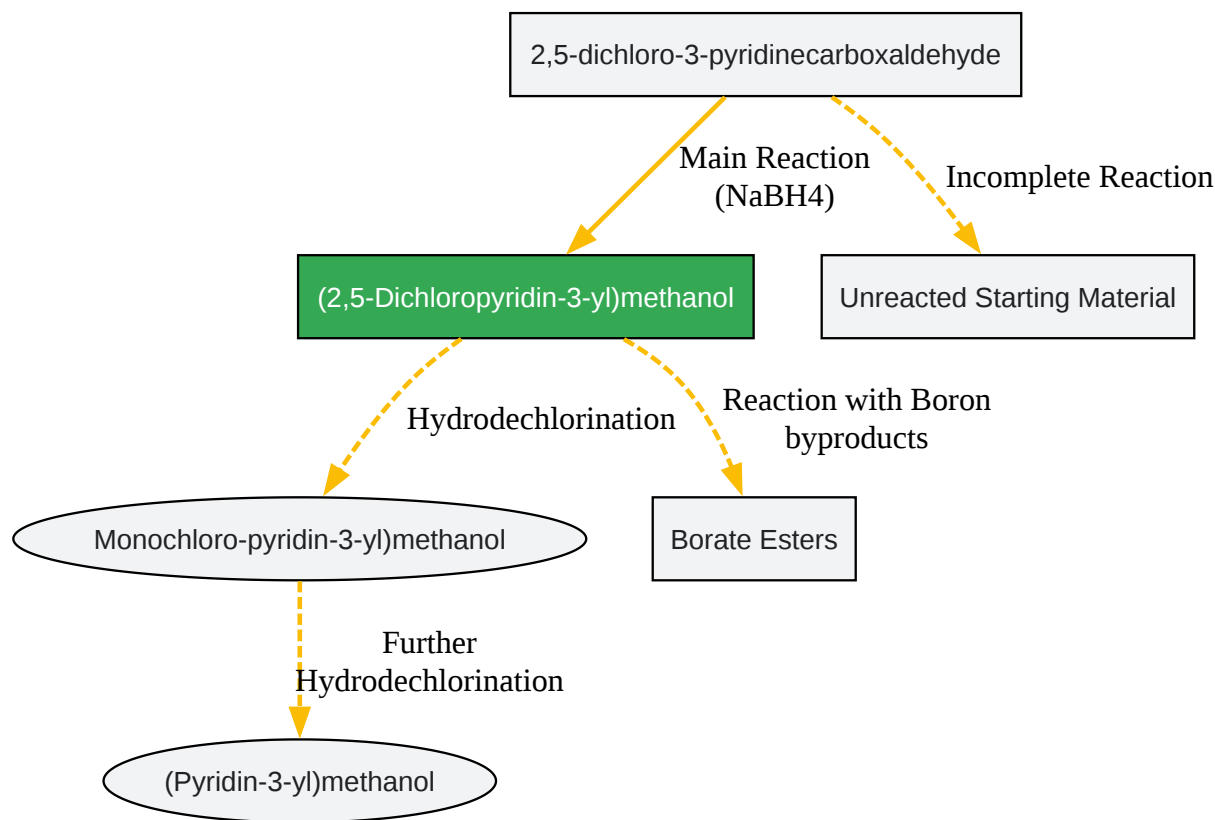 2,5-dichloro-3-pyridinecarboxaldehyde
Main Reaction
(NaBH4)
Incomplete Reaction
(2,5-Dichloropyridin-3-yl)methanol
Unreacted Starting Material
Hydrodechlorination
Reaction with Boron
byproducts
Monochloro-pyridin-3-yl)methanol
Borate Esters
Further
Hydrodechlorination
(Pyridin-3-yl)methanol